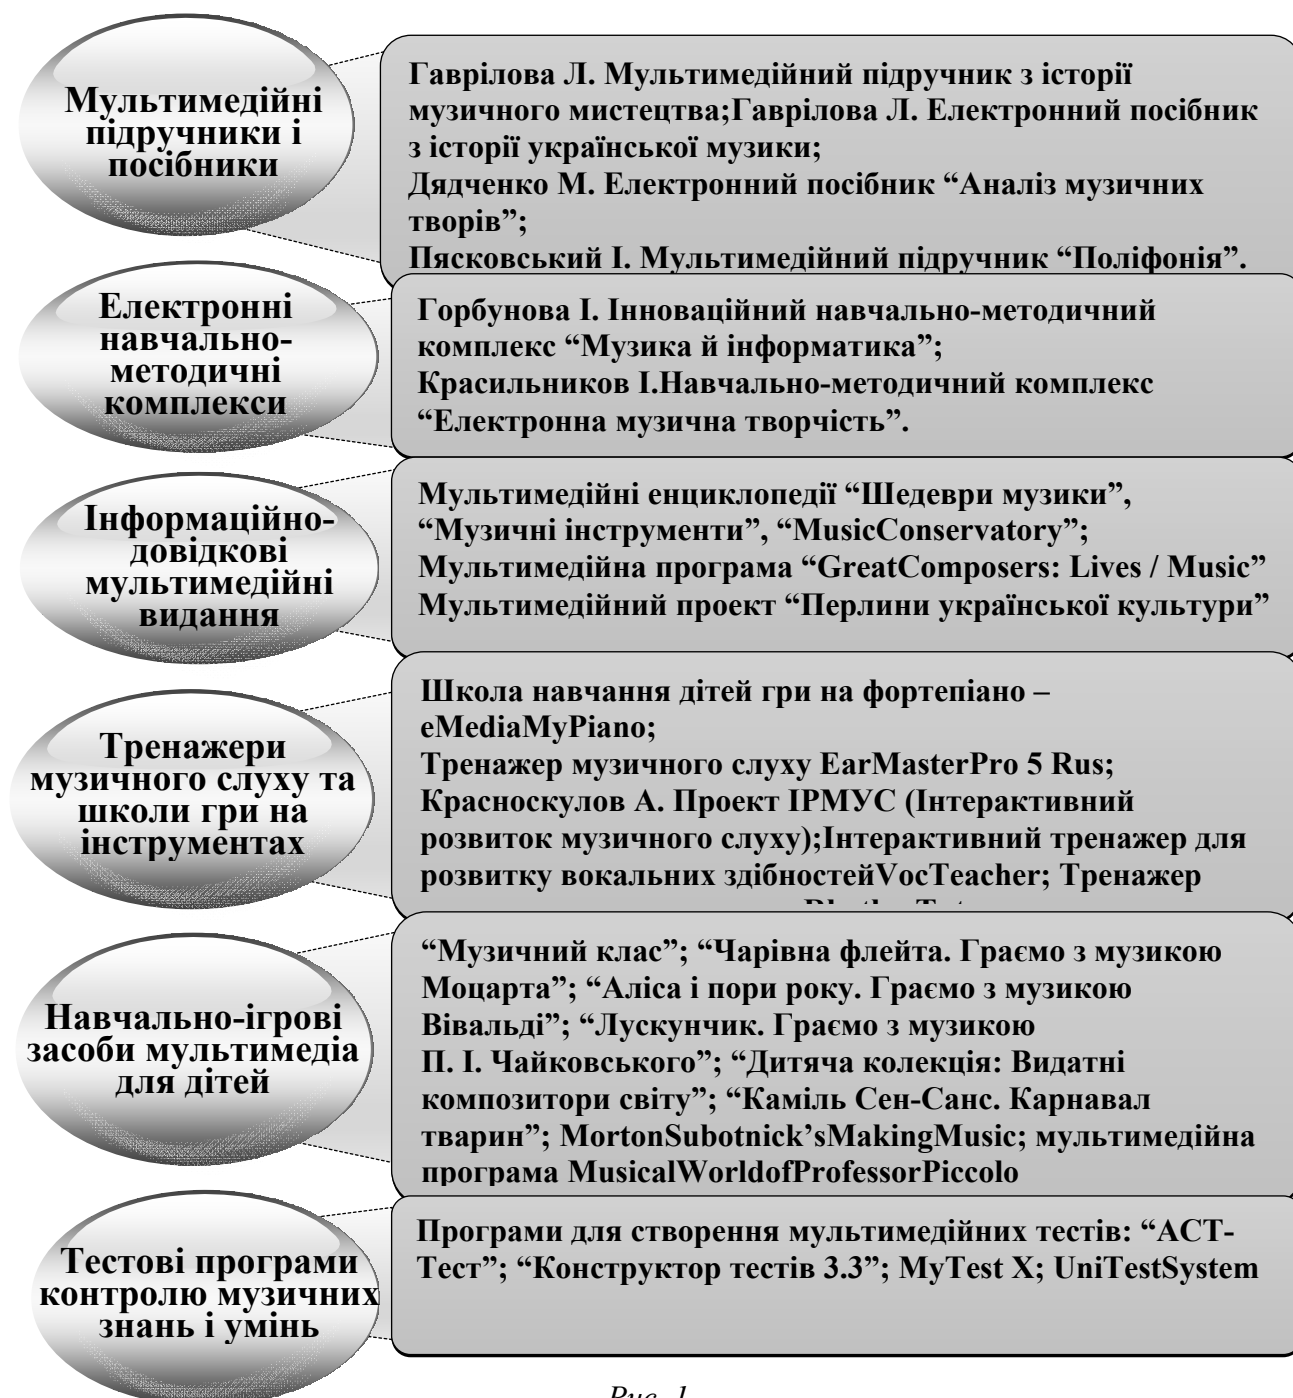 Мультимедійні
підручники і
посібники
Гаврілова Л. Мультимедійний підручник з історії
музичного мистецтва;Гаврілова Л. Електронний посібник
з історії української музики;
Дядченко М. Електронний посібник “Аналіз музичних
творів”;
Пясковський І. Мультимедійний підручник “Поліфонія”.
Електронні
навчально-
методичні
комплекси
Горбунова І. Інноваційний навчально-методичний
комплекс “Музика й інформатика”;
Красильников І.Навчально-методичний комплекс
“Електронна музична творчість”.
Інформаційно-
довідкові
мультимедійні
видання
Мультимедійні енциклопедії “Шедеври музики”,
“Музичні інструменти”, “MusicConservatory”;
Мультимедійна програма “GreatComposers: Lives / Music”
Мультимедійний проект “Перлини української культури”
Тренажери
музичного слуху та
школи гри на
інструментах
Школа навчання дітей гри на фортепіано –
eMediaMyPiano;
Тренажер музичного слуху EarMasterPro 5 Rus;
Красноскулов А. Проект ІРМУС (Інтерактивний
розвиток музичного слуху);Інтерактивний тренажер для
розвитку вокальних здібностейVocTeacher; Тренажер
Навчально-ігрові
засоби мультимедіа
для дітей
“Музичний клас”; “Чарівна флейта. Граємо з музикою
Моцарта”; “Аліса і пори року. Граємо з музикою
Вівальді”; “Лускунчик. Граємо з музикою
П. І. Чайковського”; “Дитяча колекція: Видатні
композитори світу”; “Каміль Сен-Санс. Карнавал
тварин”; MortonSubotnick’sMakingMusic; мультимедійна
програма MusicalWorldofProfessorPiccolo
Тестові програми
контролю музичних
знань і умінь
Програми для створення мультимедійних тестів: “АСТ-
Тест”; “Конструктор тестів 3.3”; MyTest X; UniTestSystem
Рис. 1